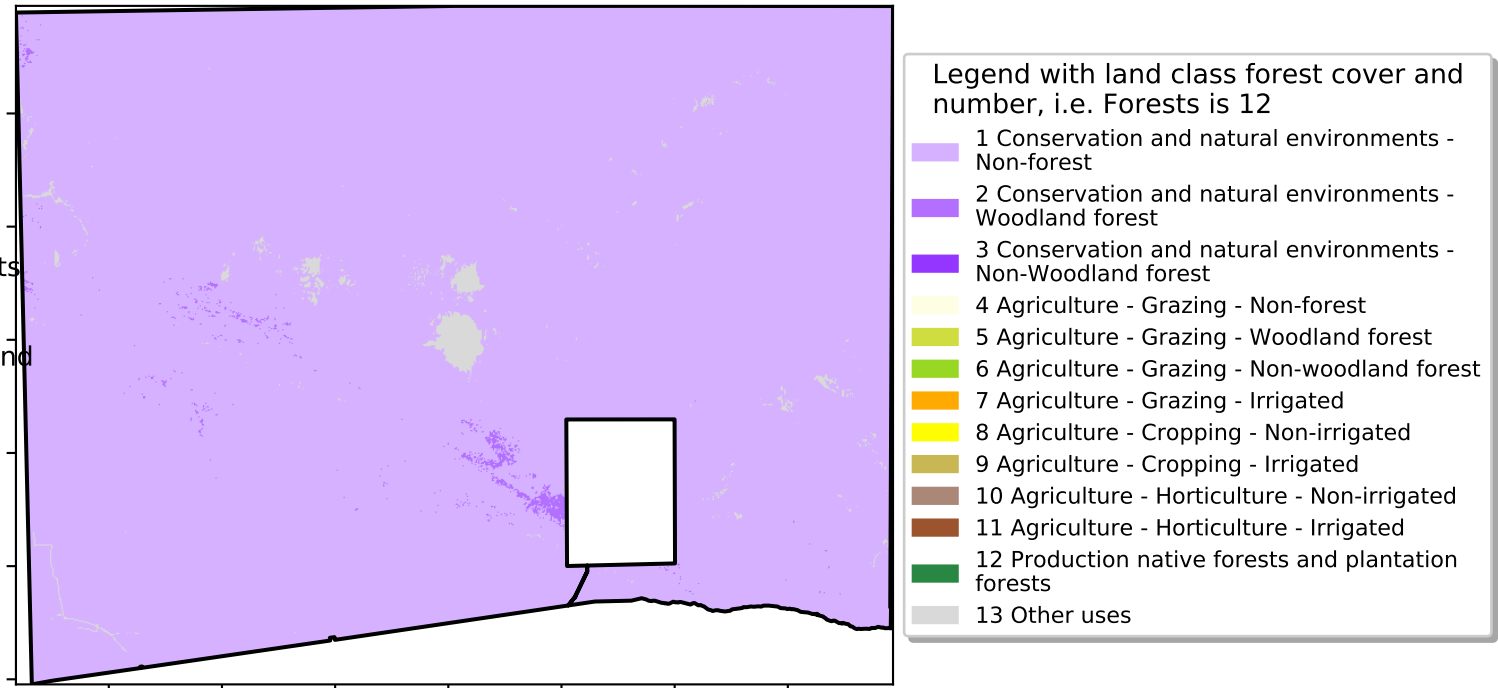 ts
nd
Legend with land class forest cover and
number, i.e. Forests is 12
1 Conservation and natural environments -
Non-forest
2 Conservation and natural environments -
Woodland forest
3 Conservation and natural environments -
Non-Woodland forest
4 Agriculture - Grazing - Non-forest
5 Agriculture - Grazing - Woodland forest
6 Agriculture - Grazing - Non-woodland forest
7 Agriculture - Grazing - Irrigated
8 Agriculture - Cropping - Non-irrigated
9 Agriculture - Cropping - Irrigated
10 Agriculture - Horticulture - Non-irrigated
11 Agriculture - Horticulture - Irrigated
12 Production native forests and plantation
forests
13 Other uses